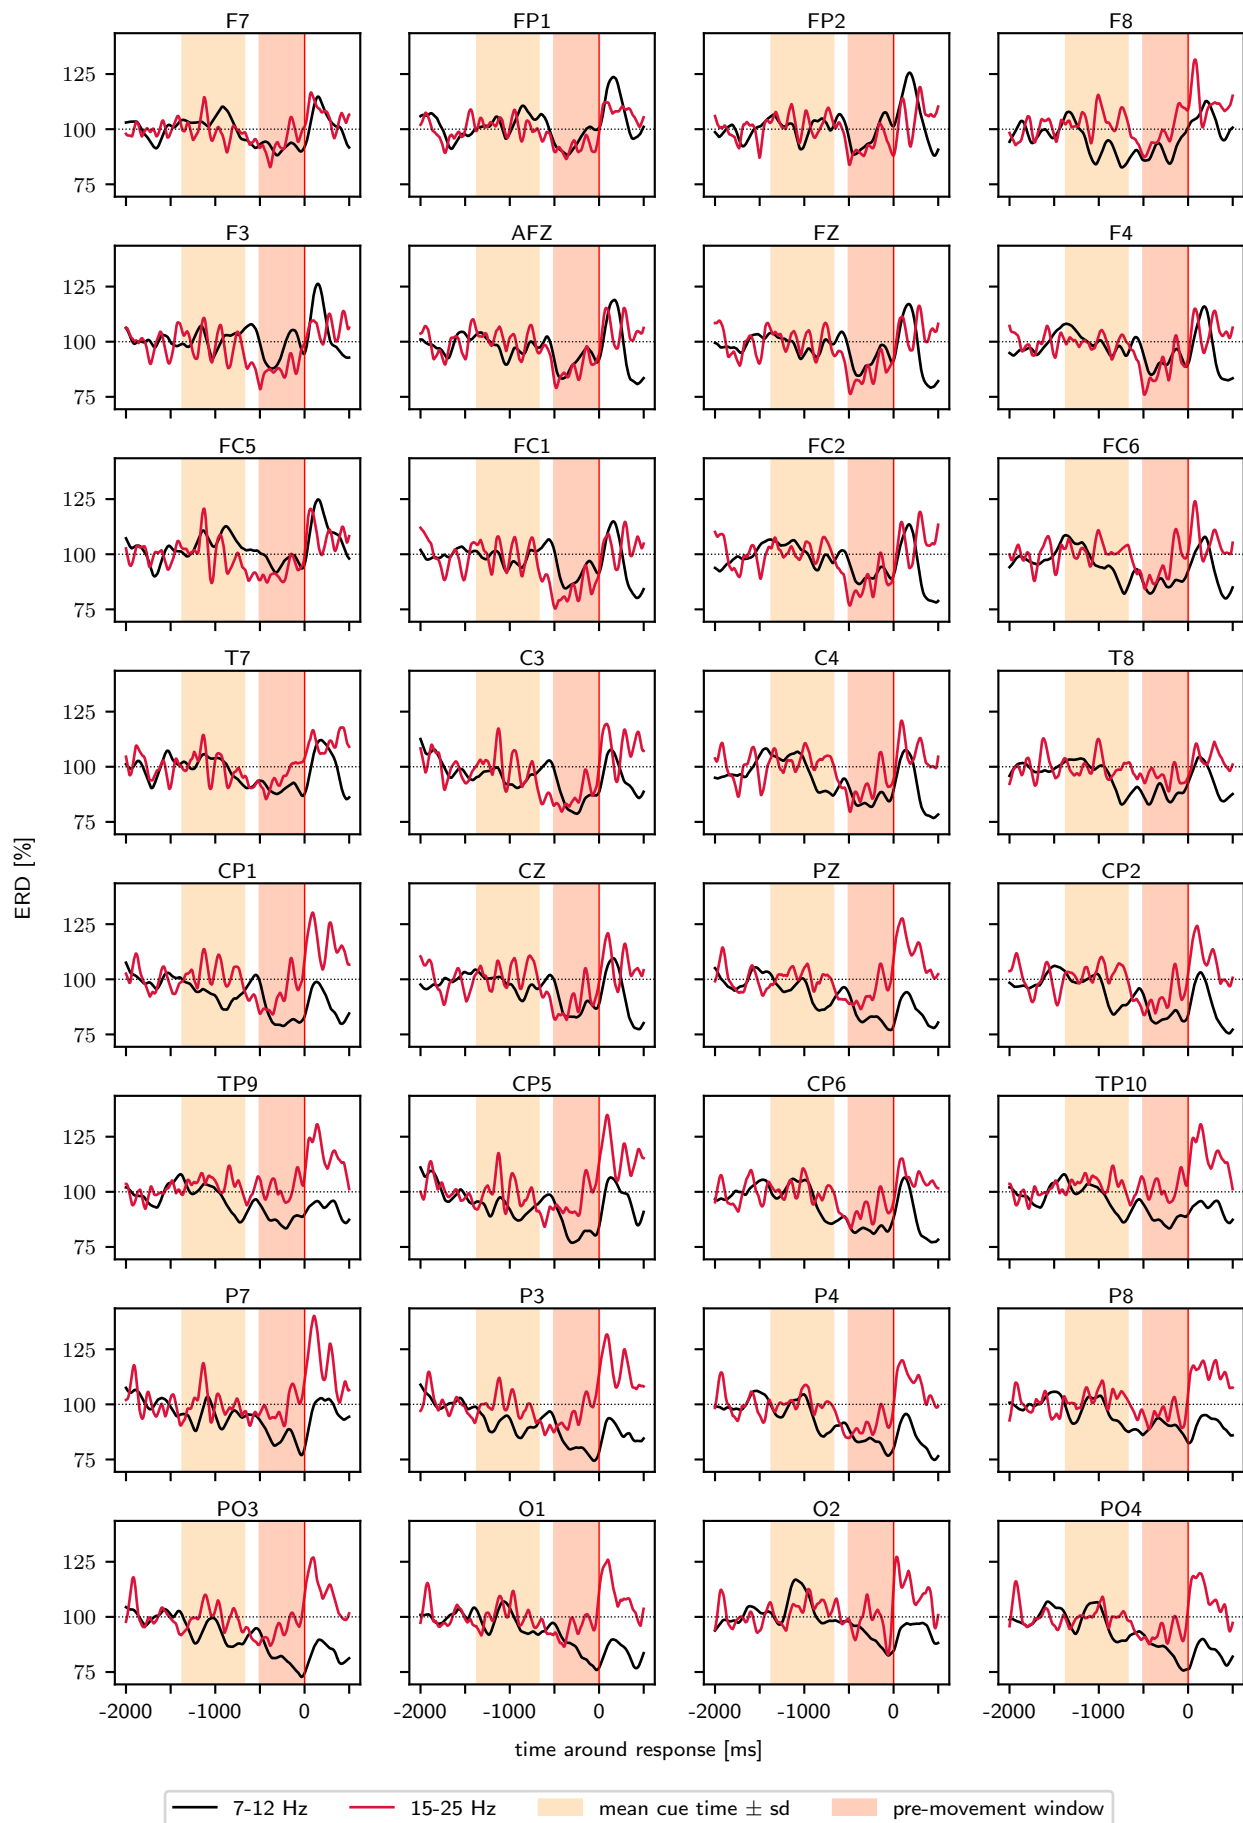 F7 FP1 FP2 F8
125
100
75
F3 AFZ FZ F4
125
100
75
FC5 FC1 FC2 FC6
125
100
75
T7 C3 C4 T8
125
100
75
ERD [%]
CP1 CZ PZ CP2
125
100
75
TP9 CP5 CP6 TP10
125
100
75
P7 P3 P4 P8
125
100
75
PO3 O1 O2 PO4
125
100
75
-2000 -1000 0 -2000 -1000 0 -2000 -1000 0 -2000 -1000 0
time around response [ms]
7-12 Hz 15-25 Hz mean cue time ± sd pre-movement window